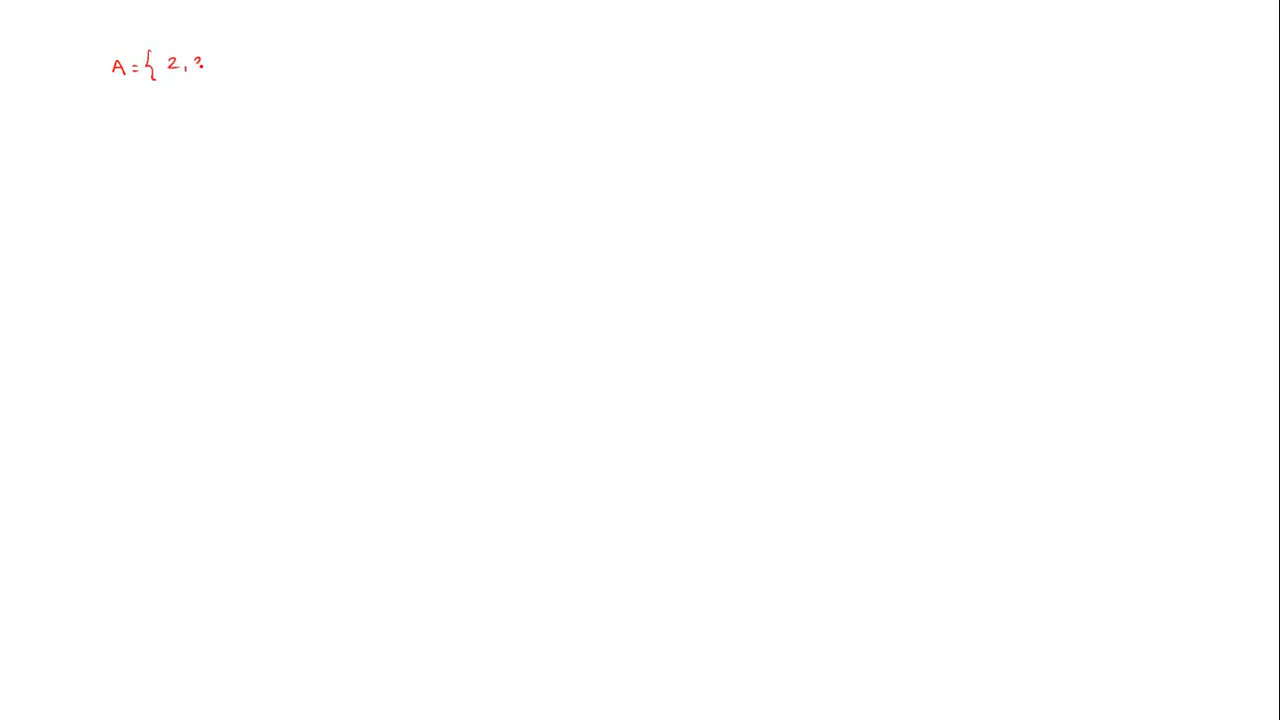 A = { 2, ?